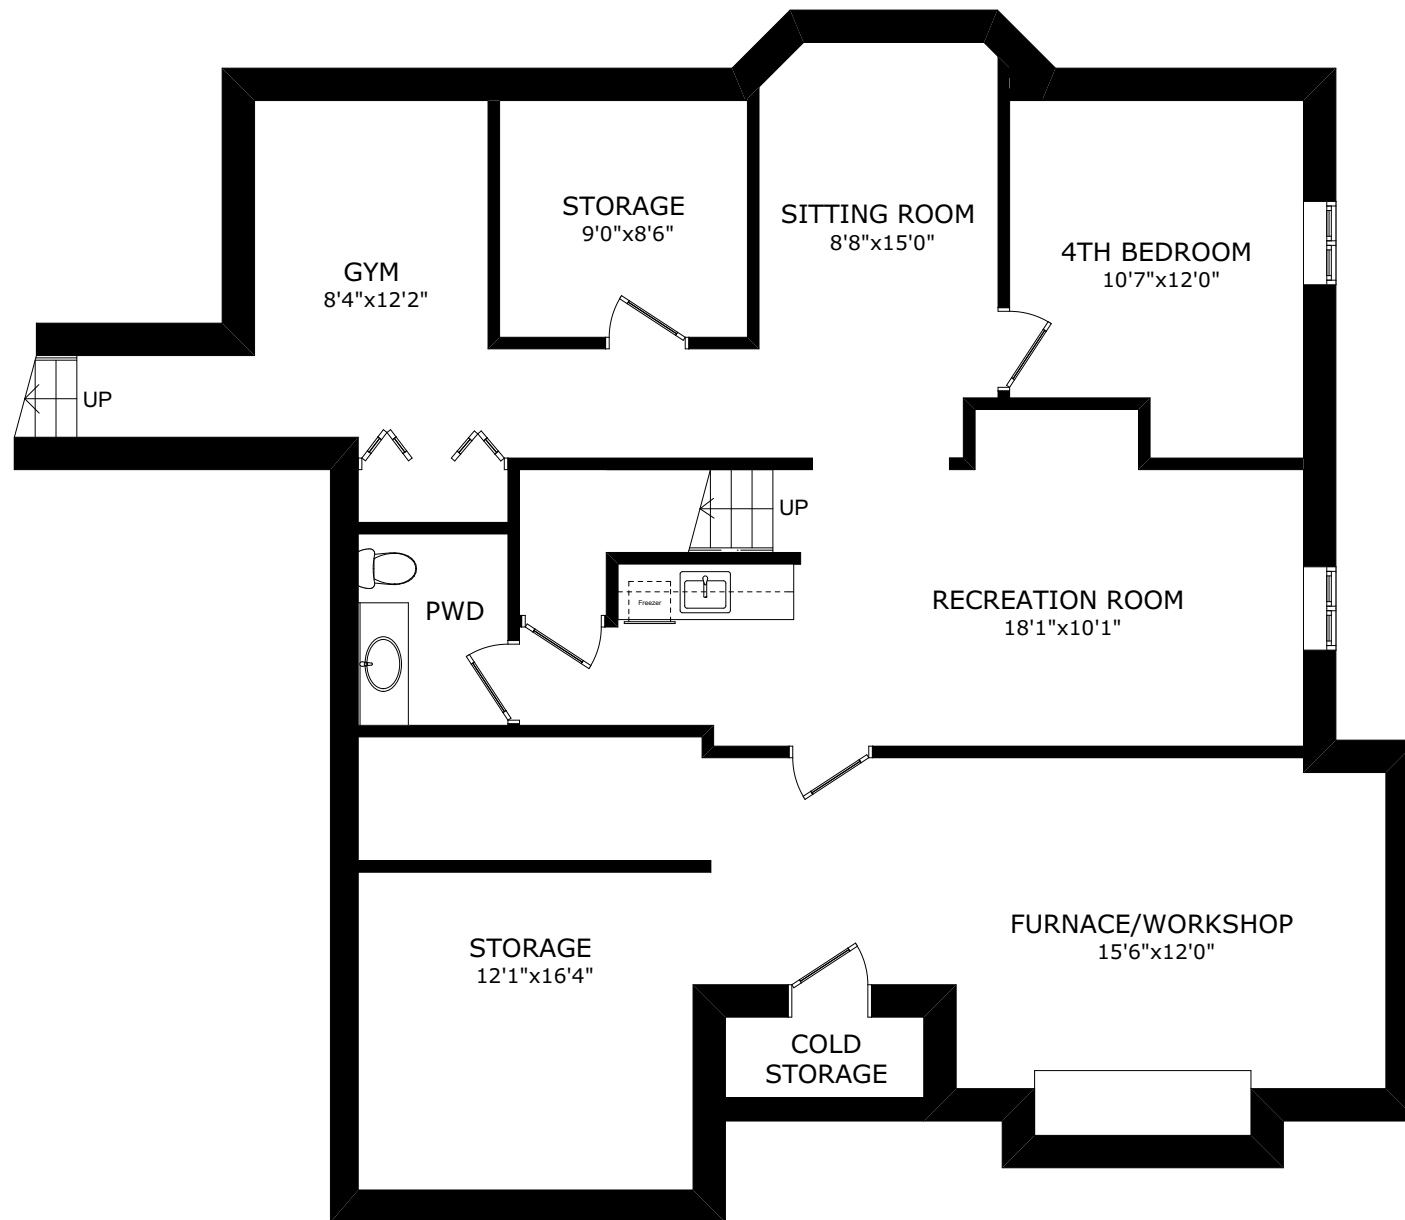 STORAGE
9'0"x8'6"
SITTING ROOM
8'8"x15'0"
4TH BEDROOM
10'7"x12'0"
GYM
8'4"x12'2"
UP
UP
Freezer
PWD
RECREATION ROOM
18'1"x10'1"
FURNACE/WORKSHOP
15'6"x12'0"
STORAGE
12'1"x16'4"
COLD
STORAGE